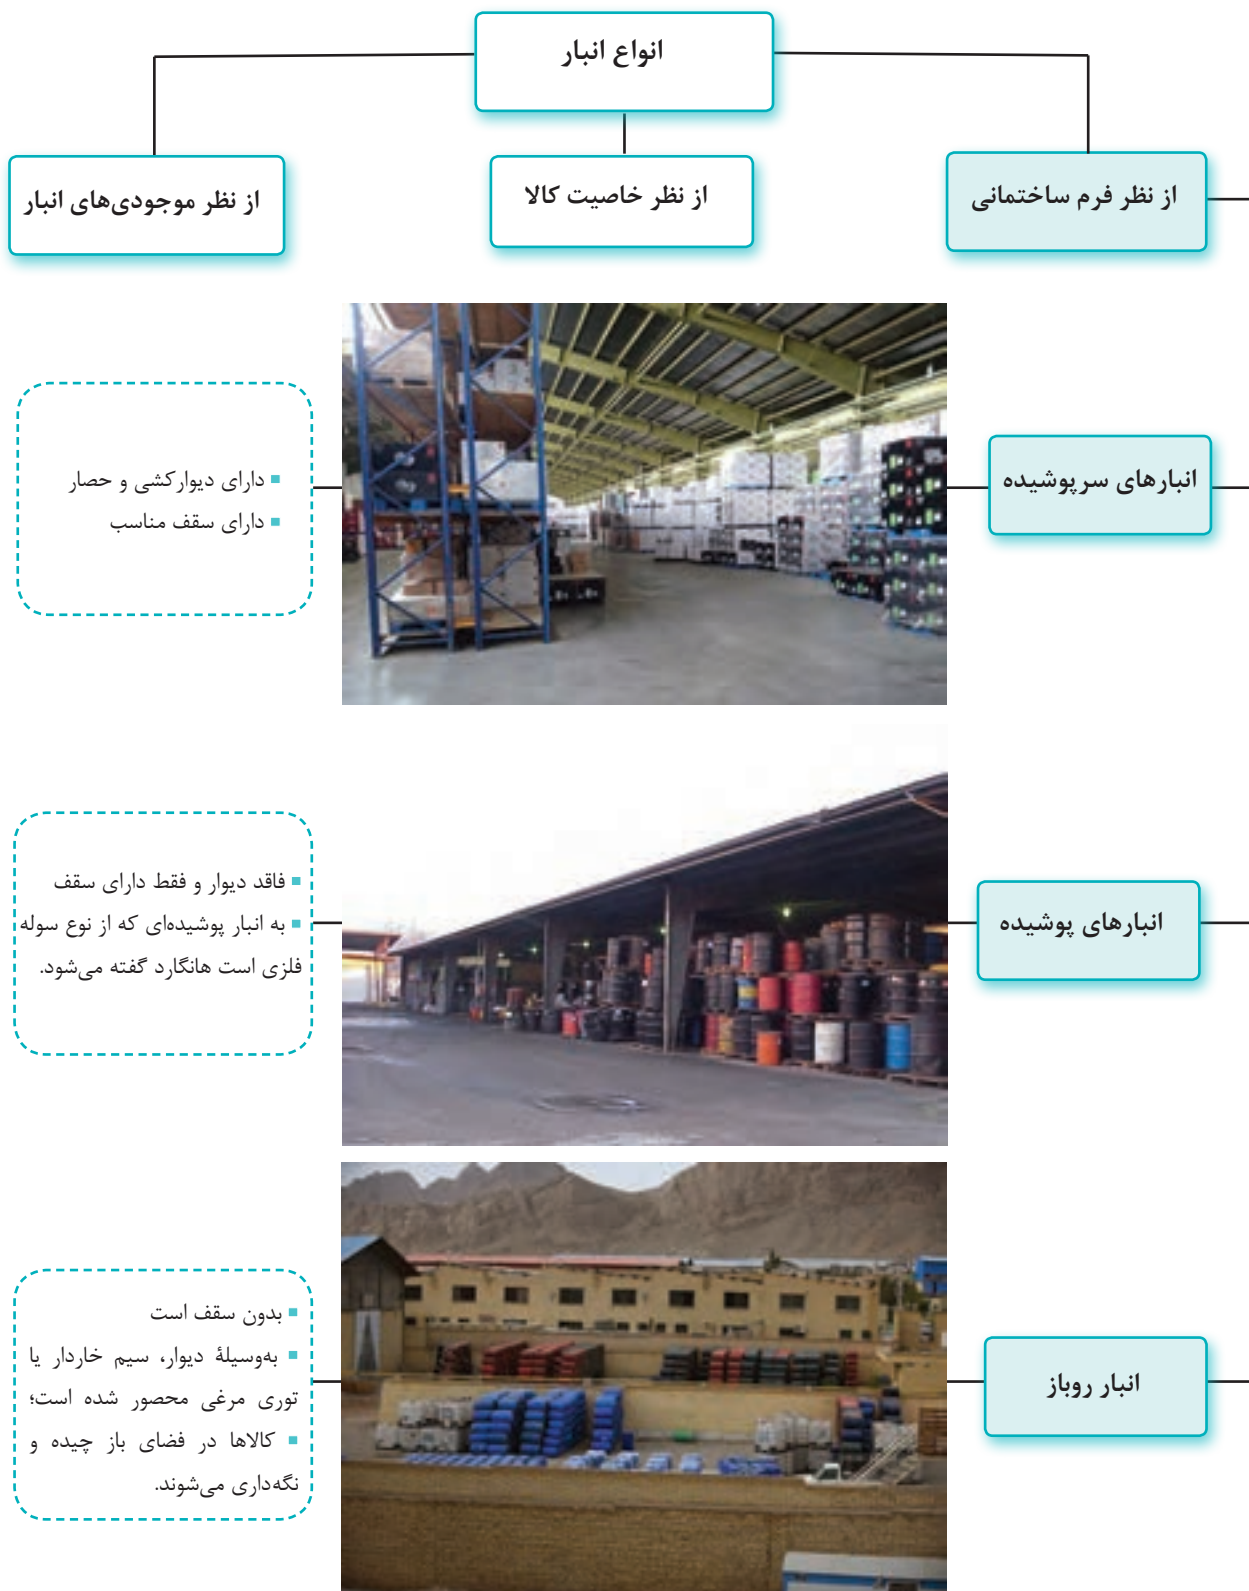 انواع انبار
از نظر فرم ساختمانی
از نظر خاصیت کالا
از نظر موجودی‌های انبار
انبارهای سرپوشیده
▪ دارای دیوارکشی و حصار
▪ دارای سقف مناسب
انبارهای پوشیده
▪ فاقد دیوار و فقط دارای سقف
▪ به انبار پوشیده‌ای که از نوع سوله
فلزی است هانگارد گفته می‌شود.
انبار روباز
▪ بدون سقف است
▪ به‌وسیلهٔ دیوار، سیم خاردار یا
توری مرغی محصور شده است؛
▪ کالاها در فضای باز چیده و
نگه‌داری می‌شوند.